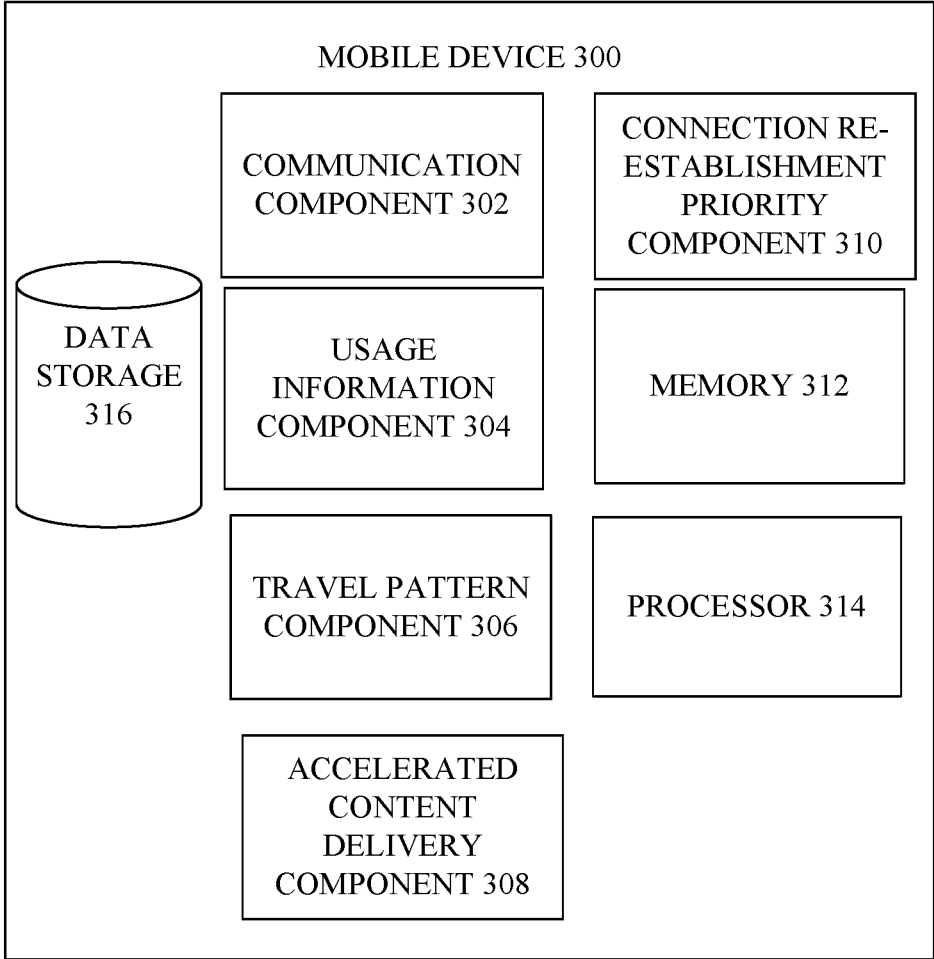 MOBILE DEVICE 300
COMMUNICATION
COMPONENT 302
CONNECTION RE-
ESTABLISHMENT
PRIORITY
COMPONENT 310
DATA
STORAGE
316
USAGE
INFORMATION
COMPONENT 304
MEMORY 312
TRAVEL PATTERN
COMPONENT 306
PROCESSOR 314
ACCELERATED
CONTENT
DELIVERY
COMPONENT 308